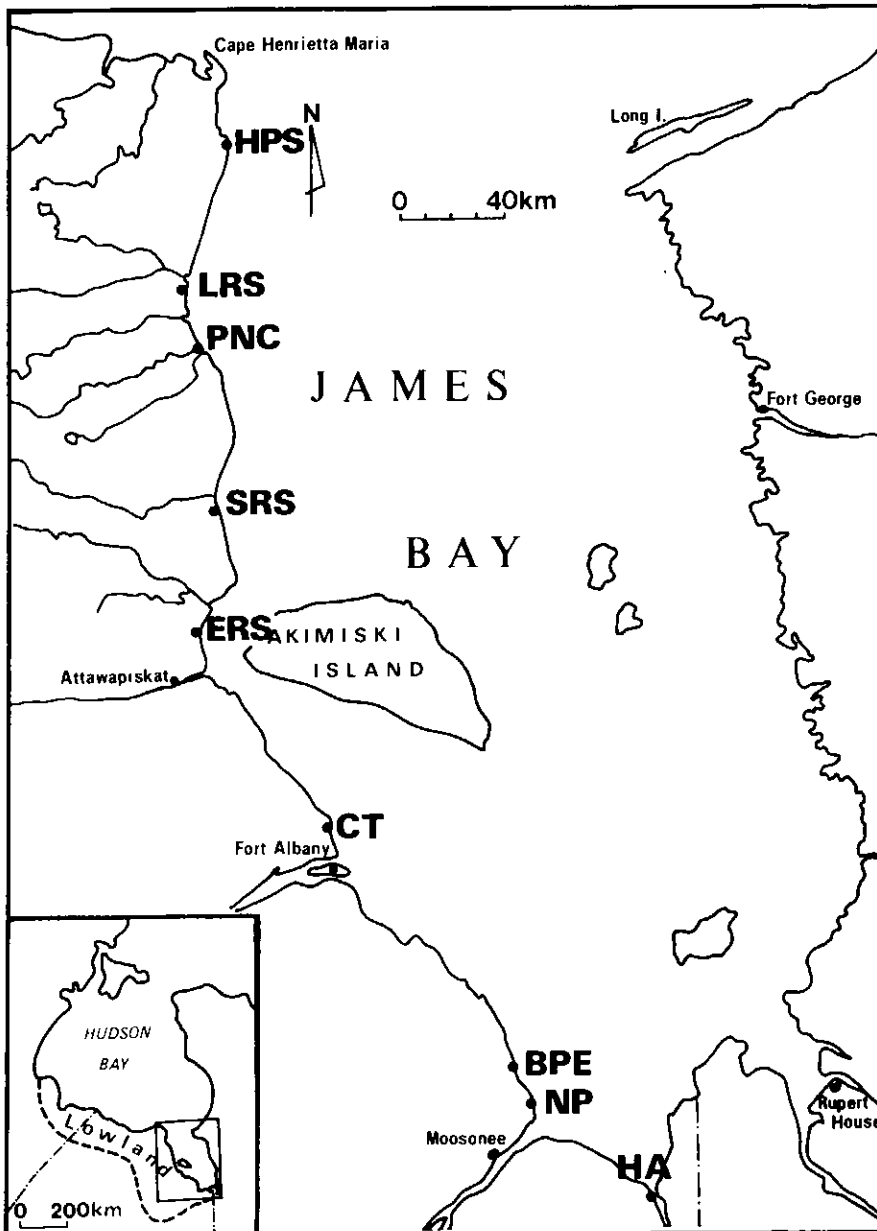 Cape Henrietta Maria
N
HPS
Long I.
0 40km
LRS
PNC
JAMES
Fort George
SRS
BAY
ERS
AKIMISKI
ISLAND
Attawapiskat
CT
Fort Albany
HUDSON
BAY
Lowland
0 200km
BPE
NP
Moosonee
HA
Rupert
House